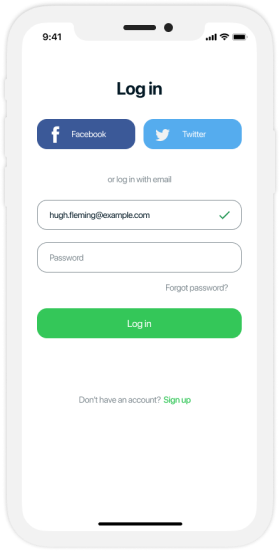 9:41
Log in
Facebook
Twitter
or log in with email
hugh.fleming@example.com
Password
Forgot password?
Log in
Don't have an account? Sign up